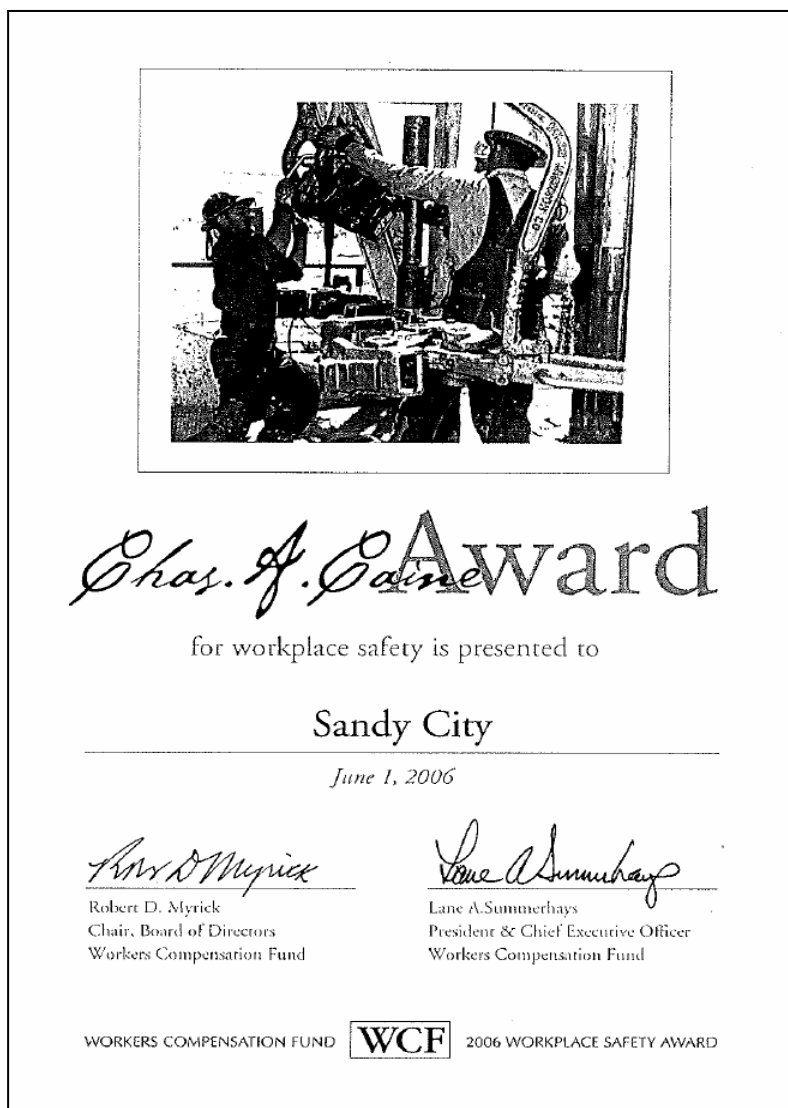 Chas. A. Caine Award
for workplace safety is presented to
Sandy City
June 1, 2006
Robert D. Myrick
Chair, Board of Directors
Workers Compensation Fund
Lane A. Summerhays
Lane A.Summerhays
President & Chief Executive Officer
Workers Compensation Fund
WORKERS COMPENSATION FUND WCF 2006 WORKPLACE SAFETY AWARD